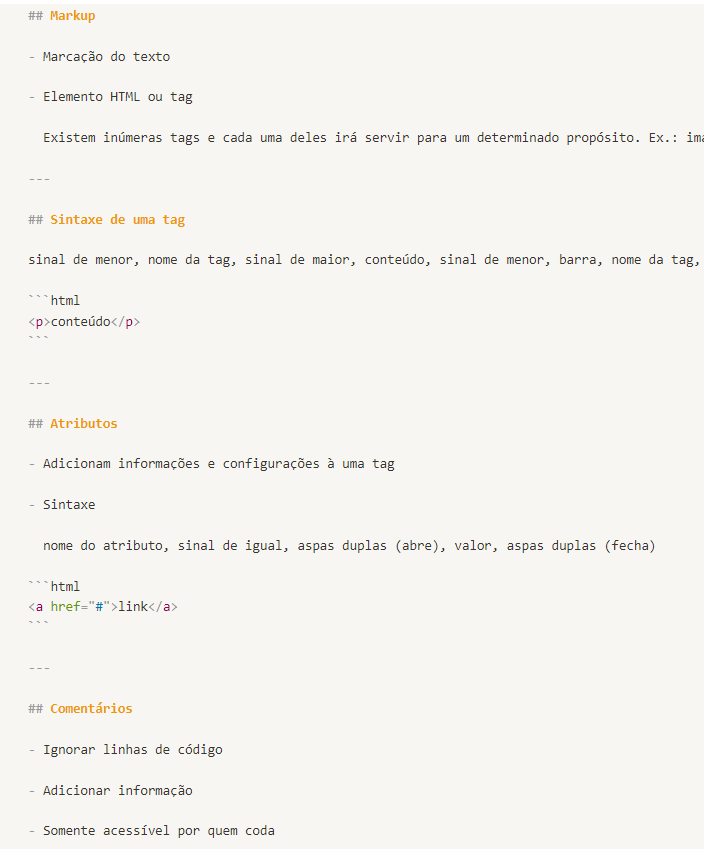 ## Markup
- Marcação do texto
- Elemento HTML ou tag
Existem inúmeras tags e cada uma deles irá servir para um determinado propósito. Ex.:
---
## Sintaxe de uma tag
sinal de menor, nome da tag, sinal de maior, conteúdo, sinal de menor, barra, nome da tag,
```html
<p>conteúdo</p>
```
---
## Atributos
- Adicionam informações e configurações à uma tag
- Sintaxe
nome do atributo, sinal de igual, aspas duplas (abre), valor, aspas duplas (fecha)
```html
<a href="#">link</a>
```
---
## Comentários
- Ignorar linhas de código
- Adicionar informação
- Somente acessível por quem coda